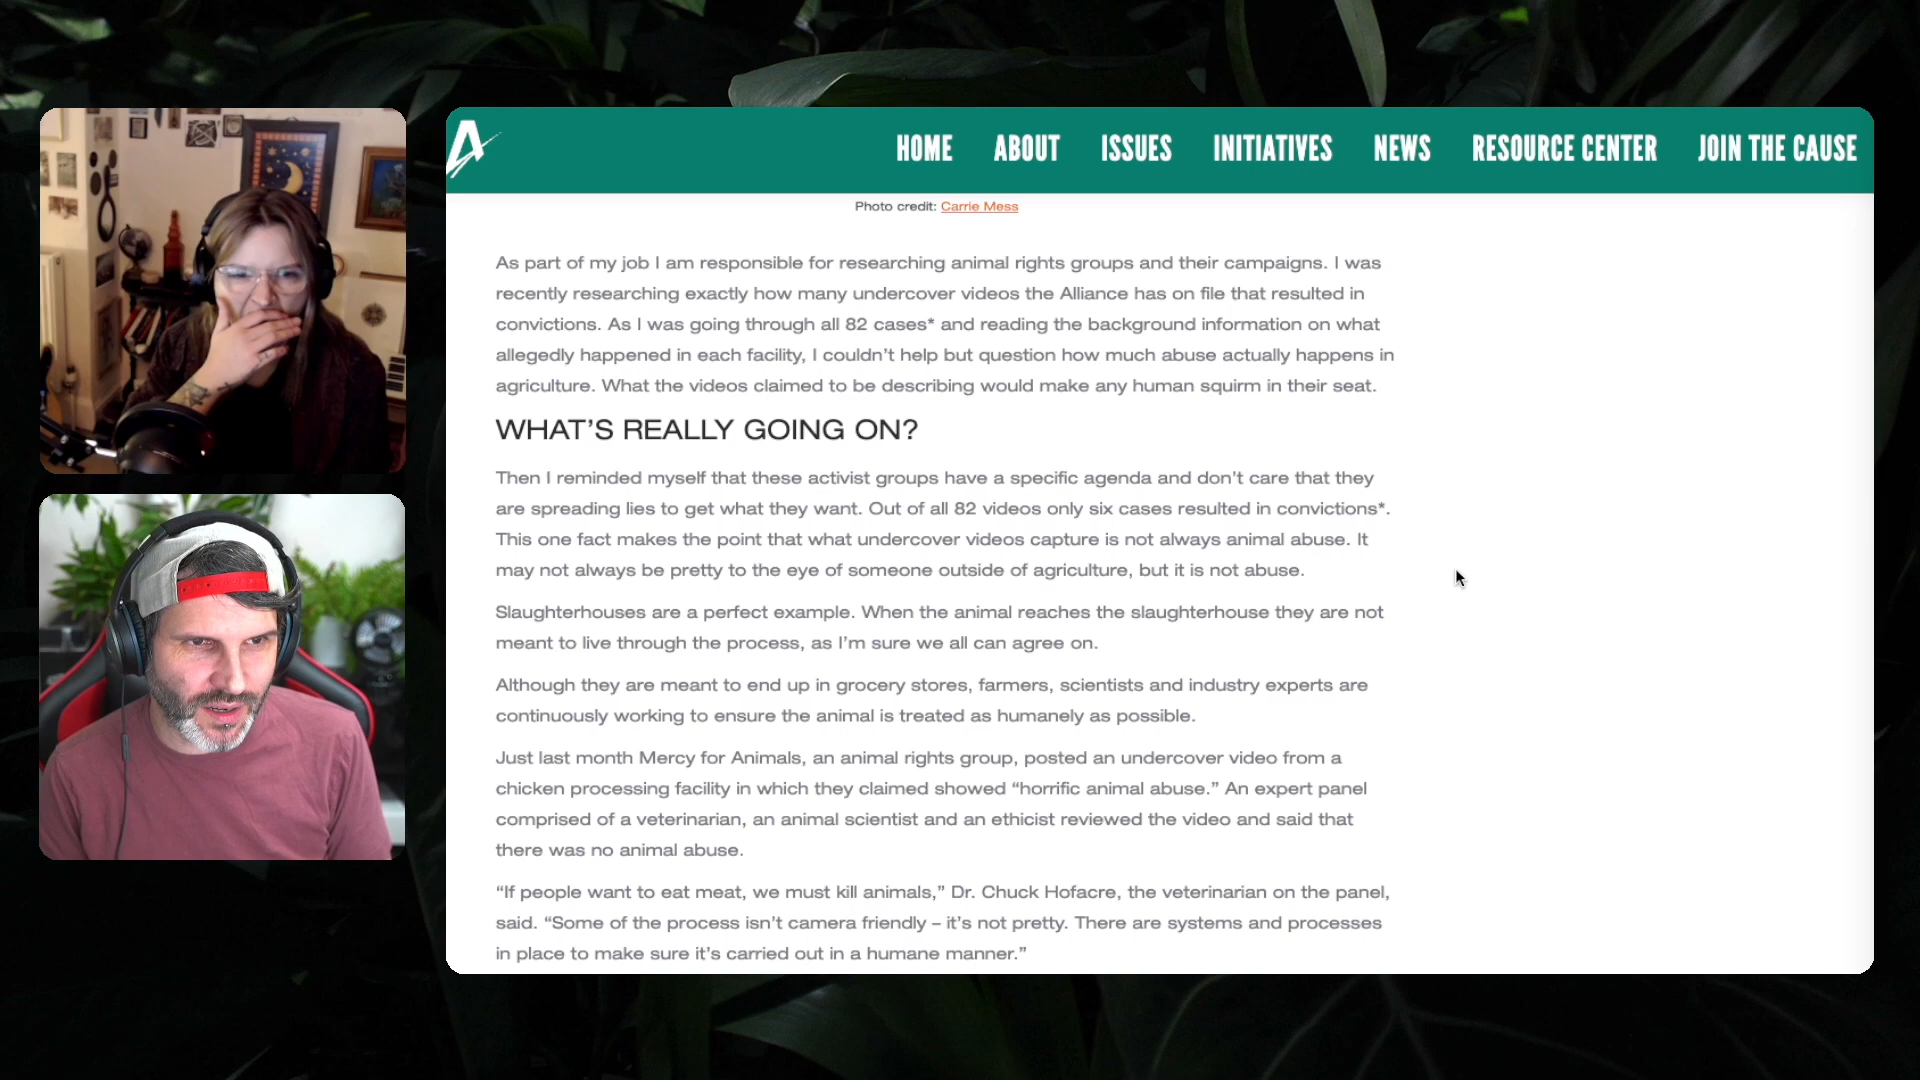 HOME ABOUT ISSUES INITIATIVES NEWS RESOURCE CENTER JOIN THE CAUSE
Photo credit: Carrie Mess
As part of my job I am responsible for researching animal rights groups and their campaigns. I was
recently researching exactly how many undercover videos the Alliance has on file that resulted in
convictions. As I was going through all 82 cases* and reading the background information on what
allegedly happened in each facility, I couldn’t help but question how much abuse actually happens in
agriculture. What the videos claimed to be describing would make any human squirm in their seat.
WHAT’S REALLY GOING ON?
Then I reminded myself that these activist groups have a specific agenda and don’t care that they
are spreading lies to get what they want. Out of all 82 videos only six cases resulted in convictions*.
This one fact makes the point that what undercover videos capture is not always animal abuse. It
may not always be pretty to the eye of someone outside of agriculture, but it is not abuse.
Slaughterhouses are a perfect example. When the animal reaches the slaughterhouse they are not
meant to live through the process, as I’m sure we all can agree on.
Although they are meant to end up in grocery stores, farmers, scientists and industry experts are
continuously working to ensure the animal is treated as humanely as possible.
Just last month Mercy for Animals, an animal rights group, posted an undercover video from a
chicken processing facility in which they claimed showed “horrific animal abuse.” An expert panel
comprised of a veterinarian, an animal scientist and an ethicist reviewed the video and said that
there was no animal abuse.
“If people want to eat meat, we must kill animals,” Dr. Chuck Hofacre, the veterinarian on the panel,
said. “Some of the process isn’t camera friendly – it’s not pretty. There are systems and processes
in place to make sure it’s carried out in a humane manner.”